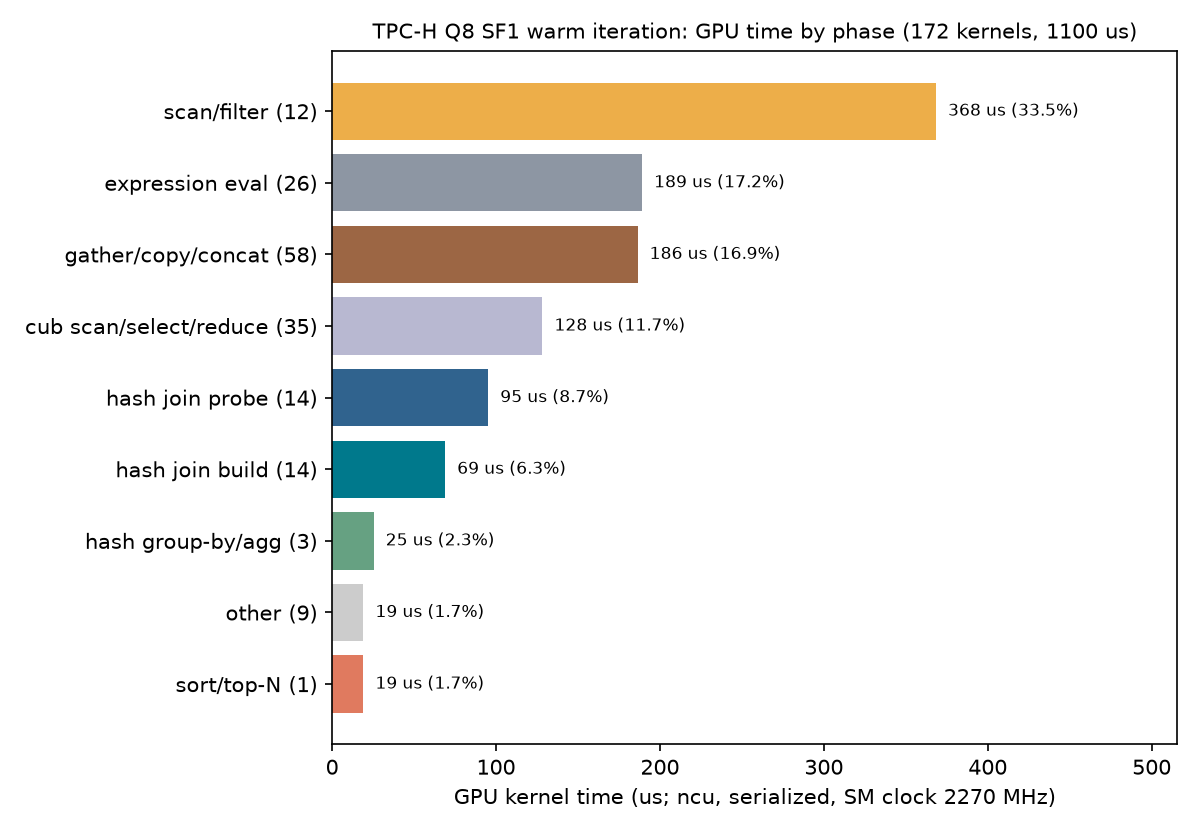 TPC-H Q8 SF1 warm iteration: GPU time by phase (172 kernels, 1100 us)
scan/filter (12)
368 us (33.5%)
expression eval (26)
189 us (17.2%)
gather/copy/concat (58)
186 us (16.9%)
cub scan/select/reduce (35)
128 us (11.7%)
hash join probe (14)
95 us (8.7%)
hash join build (14)
69 us (6.3%)
hash group-by/agg (3)
25 us (2.3%)
other (9)
19 us (1.7%)
sort/top-N (1)
19 us (1.7%)
0 100 200 300 400 500
GPU kernel time (us; ncu, serialized, SM clock 2270 MHz)